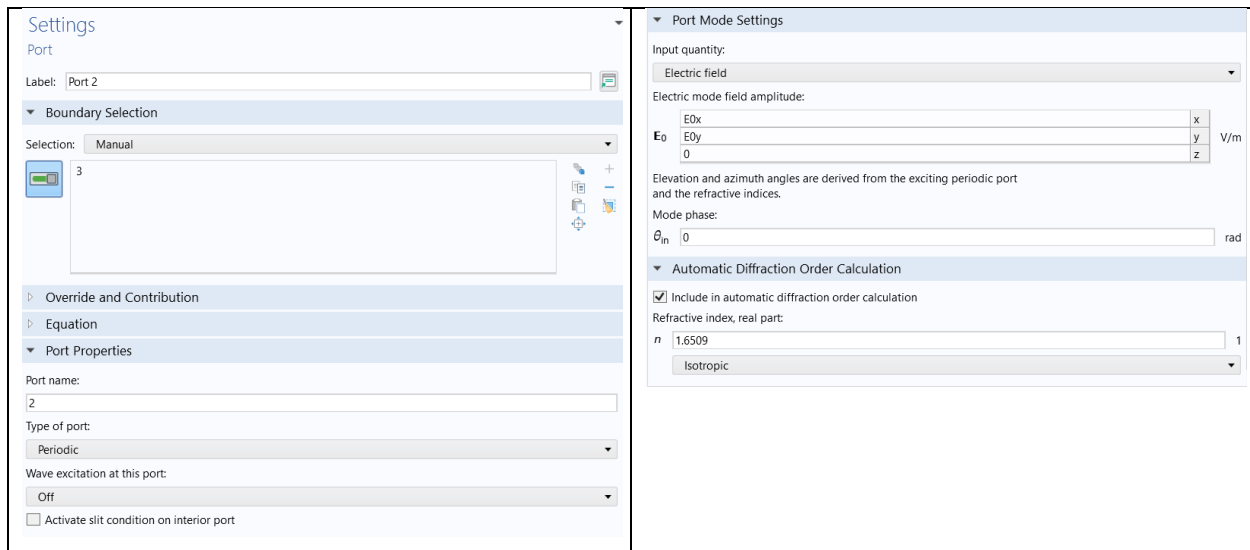 Settings
Port
Label: Port 2
Boundary Selection
Selection: Manual
3
Override and Contribution
Equation
Port Properties
Port name:
2
Type of port:
Periodic
Wave excitation at this port:
Off
Activate slit condition on interior port
Port Mode Settings
Input quantity:
Electric field
Electric mode field amplitude:
E0x x
E₀ E0y y V/m
0 z
Elevation and azimuth angles are derived from the exciting periodic port
and the refractive indices.
Mode phase:
θin 0 rad
Automatic Diffraction Order Calculation
Include in automatic diffraction order calculation
Refractive index, real part:
n 1.6509 1
Isotropic